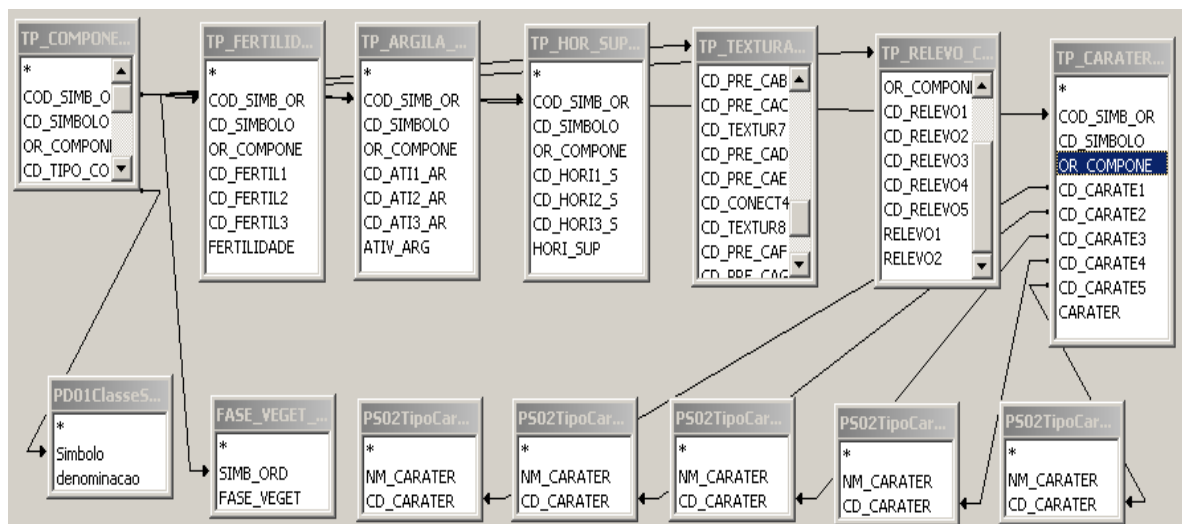 TP_COMPONE...
*
COD_SIMB_O
CD_SIMBOLO
OR_COMPONI
CD_TIPO_CO
TP_FERTILID...
*
COD_SIMB_OR
CD_SIMBOLO
OR_COMPONE
CD_FERTIL1
CD_FERTIL2
CD_FERTIL3
FERTILIDADE
TP_ARGILA_...
*
COD_SIMB_OR
CD_SIMBOLO
OR_COMPONE
CD_ATI1_AR
CD_ATI2_AR
CD_ATI3_AR
ATIV_ARG
TP_HOR_SUP...
*
COD_SIMB_OR
CD_SIMBOLO
OR_COMPONE
CD_HORI1_S
CD_HORI2_S
CD_HORI3_S
HORI_SUP
TP_TEXTURA...
CD_PRE_CAB
CD_PRE_CAC
CD_TEXTUR7
CD_PRE_CAD
CD_PRE_CAE
CD_CONECT4
CD_TEXTUR8
CD_PRE_CAF
CD_PRE_CAG
TP_RELEVO_C...
OR_COMPONI
CD_RELEVO1
CD_RELEVO2
CD_RELEVO3
CD_RELEVO4
CD_RELEVO5
RELEVO1
RELEVO2
TP_CARATER...
*
COD_SIMB_OR
CD_SIMBOLO
OR_COMPONE
CD_CARATE1
CD_CARATE2
CD_CARATE3
CD_CARATE4
CD_CARATE5
CARATER
PD01ClasseS...
*
Simbolo
denominacao
FASE_VEGET_...
*
SIMB_ORD
FASE_VEGET
PS02TipoCar...
*
NM_CARATER
CD_CARATER
PS02TipoCar...
*
NM_CARATER
CD_CARATER
PS02TipoCar...
*
NM_CARATER
CD_CARATER
PS02TipoCar...
*
NM_CARATER
CD_CARATER
PS02TipoCar...
*
NM_CARATER
CD_CARATER